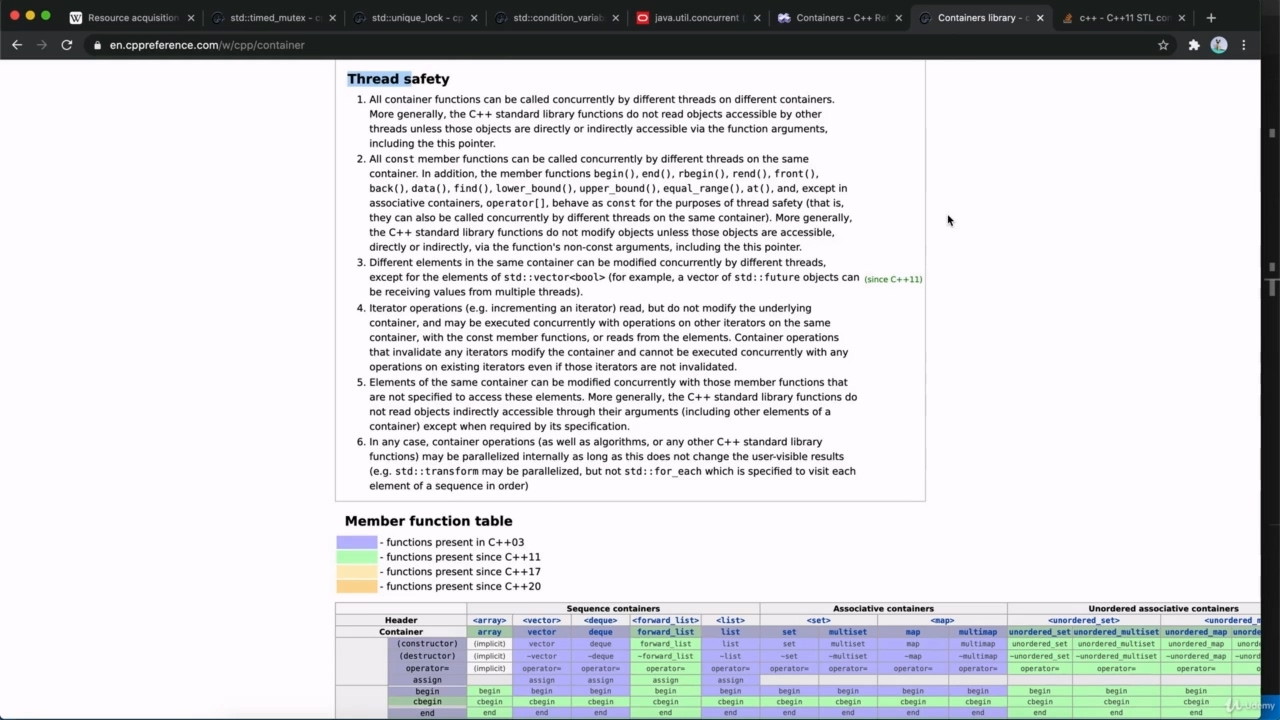 Resource acquisition
std::timed_mutex - c
std::unique_lock - cp
std::condition_variab
java.util.concurrent (
Containers - C++ Re
Containers library - c
c++ - C++11 STL con
en.cppreference.com/w/cpp/container
Thread safety
1. All container functions can be called concurrently by different threads on different containers.
More generally, the C++ standard library functions do not read objects accessible by other
threads unless those objects are directly or indirectly accessible via the function arguments,
including the this pointer.
2. All const member functions can be called concurrently by different threads on the same
container. In addition, the member functions begin(), end(), rbegin(), rend(), front(),
back(), data(), find(), lower_bound(), upper_bound(), equal_range(), at(), and, except in
associative containers, operator[], behave as const for the purposes of thread safety (that is,
they can also be called concurrently by different threads on the same container). More generally,
the C++ standard library functions do not modify objects unless those objects are accessible,
directly or indirectly, via the function's non-const arguments, including the this pointer.
3. Different elements in the same container can be modified concurrently by different threads,
except for the elements of std::vector<bool> (for example, a vector of std::future objects can
be receiving values from multiple threads).
(since C++11)
4. Iterator operations (e.g. incrementing an iterator) read, but do not modify the underlying
container, and may be executed concurrently with operations on other iterators on the same
container, with the const member functions, or reads from the elements. Container operations
that invalidate any iterators modify the container and cannot be executed concurrently with any
operations on existing iterators even if those iterators are not invalidated.
5. Elements of the same container can be modified concurrently with those member functions that
are not specified to access these elements. More generally, the C++ standard library functions do
not read objects indirectly accessible through their arguments (including other elements of a
container) except when required by its specification.
6. In any case, container operations (as well as algorithms, or any other C++ standard library
functions) may be parallelized internally as long as this does not change the user-visible results
(e.g. std::transform may be parallelized, but not std::for_each which is specified to visit each
element of a sequence in order)
Member function table
- functions present in C++03
- functions present since C++11
- functions present since C++17
- functions present since C++20
Sequence containers Associative containers Unordered associative containers
Header <array> <vector> <deque> <forward_list> <list> <set> <map> <unordered_set> <unordered_m
Container array vector deque forward_list list set multiset map multimap unordered_set unordered_multiset unordered_map unorde
(constructor) (implicit) vector deque forward_list list set multiset map multimap unordered_set unordered_multiset unordered_map unorde
(destructor) (implicit) ~vector ~deque ~forward_list ~list ~set ~multiset ~map ~multimap ~unordered_set ~unordered_multiset ~unordered_map ~unord
operator= (implicit) operator= operator= operator= operator= operator= operator= operator= operator= operator= operator= operator= opera
assign assign assign assign assign
begin begin begin begin begin begin begin begin begin begin begin begin begin
cbegin cbegin cbegin cbegin cbegin cbegin cbegin cbegin cbegin cbegin cbegin cbegin cbegin
end end end end end end end end end end end end end
Udemy